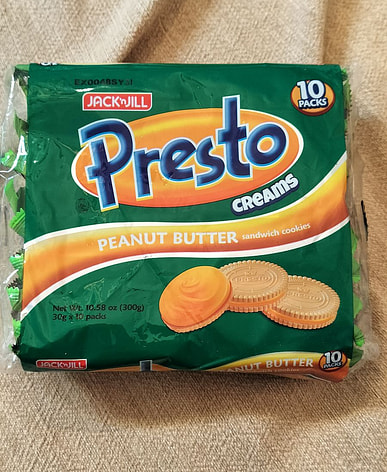 JACK'n JILL
10
PACKS
Presto
CREAMS
PEANUT BUTTER sandwich cookies
Net Wt. 10.58 oz (300g)
30g x 10 packs
JACK'n JILL
PEANUT BUTTER
10
PACKS